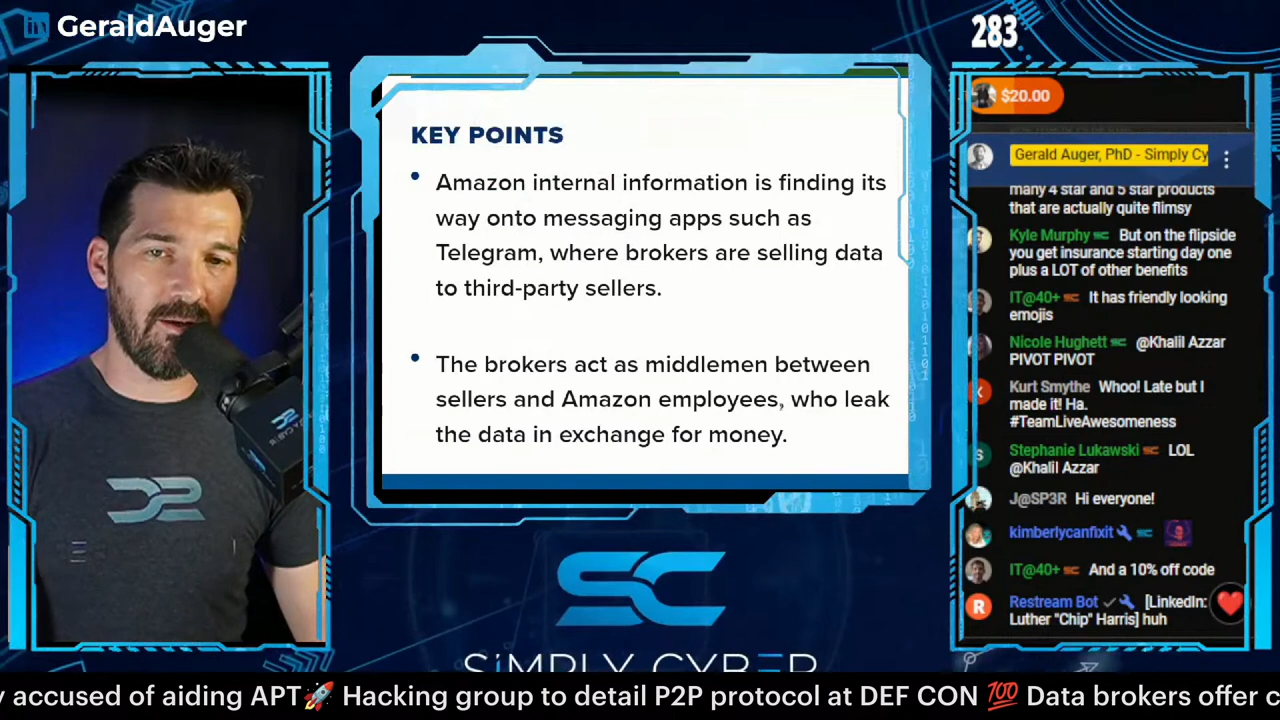 in GeraldAuger
283
KEY POINTS
• Amazon internal information is finding its
way onto messaging apps such as
Telegram, where brokers are selling data
to third-party sellers.
• The brokers act as middlemen between
sellers and Amazon employees, who leak
the data in exchange for money.
SC
SIMPLY CYBER
$20.00
Gerald Auger, PhD - Simply Cy
many 4 star and 5 star products
that are actually quite flimsy
Kyle Murphy But on the flipside
you get insurance starting day one
plus a LOT of other benefits
IT@40+ It has friendly looking
emojis
Nicole Hughett @Khalil Azzar
PIVOT PIVOT
Kurt Smythe Whoo! Late but I
made it! Ha.
#TeamLiveAwesomeness
Stephanie Lukawski LOL
@Khalil Azzar
J@SP3R Hi everyone!
kimberlycanfixit
IT@40+ And a 10% off code
Restream Bot [LinkedIn:
Luther "Chip" Harris] huh
y accused of aiding APT🚀 Hacking group to detail P2P protocol at DEF CON 💯 Data brokers offer c